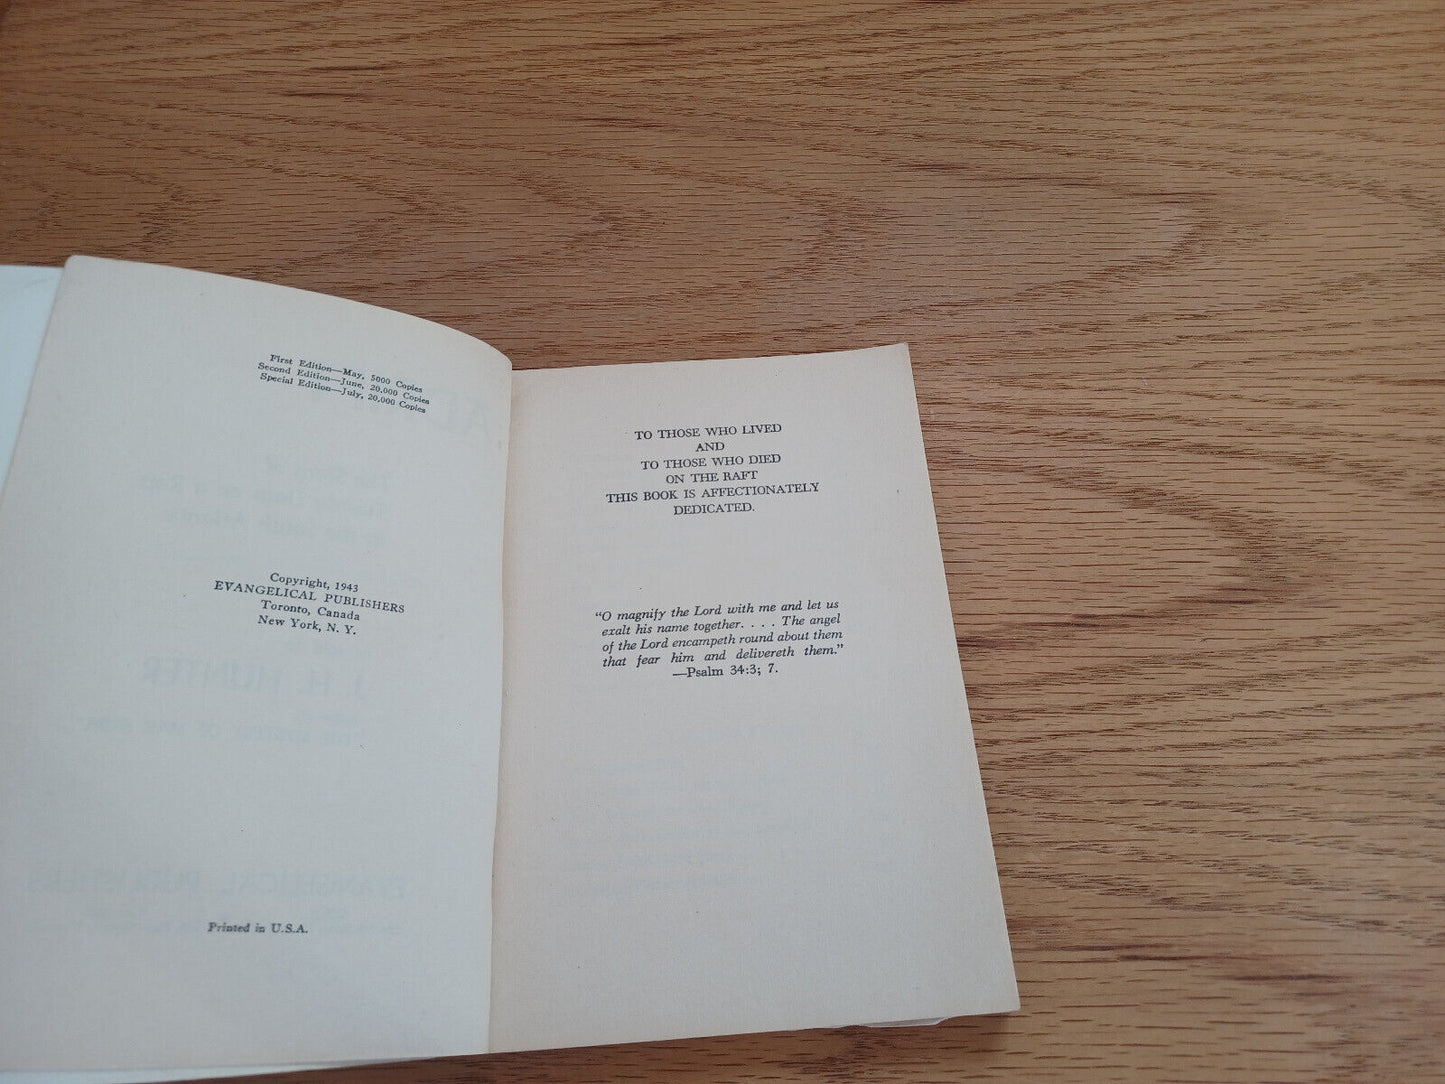 First Edition—May, 5000 Copies
Second Edition—June, 20,000 Copies
Special Edition—July, 20,000 Copies
Copyright, 1943
EVANGELICAL PUBLISHERS
Toronto, Canada
New York, N. Y.
Printed in U.S.A.
TO THOSE WHO LIVED
AND
TO THOSE WHO DIED
ON THE RAFT
THIS BOOK IS AFFECTIONATELY
DEDICATED.
"O magnify the Lord with me and let us
exalt his name together. . . . The angel
of the Lord encampeth round about them
that fear him and delivereth them."
—Psalm 34:3; 7.